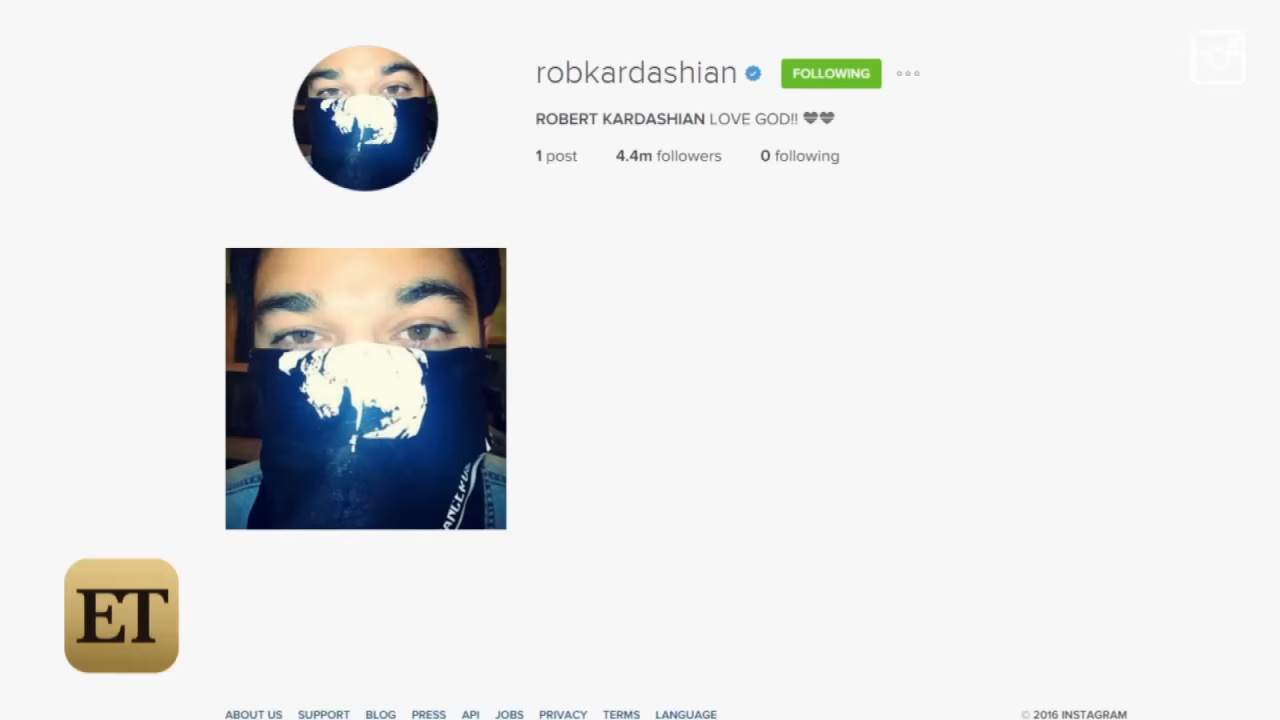 robkardashian FOLLOWING
ROBERT KARDASHIAN LOVE GOD!! 🖤🖤
1 post 4.4m followers 0 following
ET
ABOUT US SUPPORT BLOG PRESS API JOBS PRIVACY TERMS LANGUAGE © 2016 INSTAGRAM